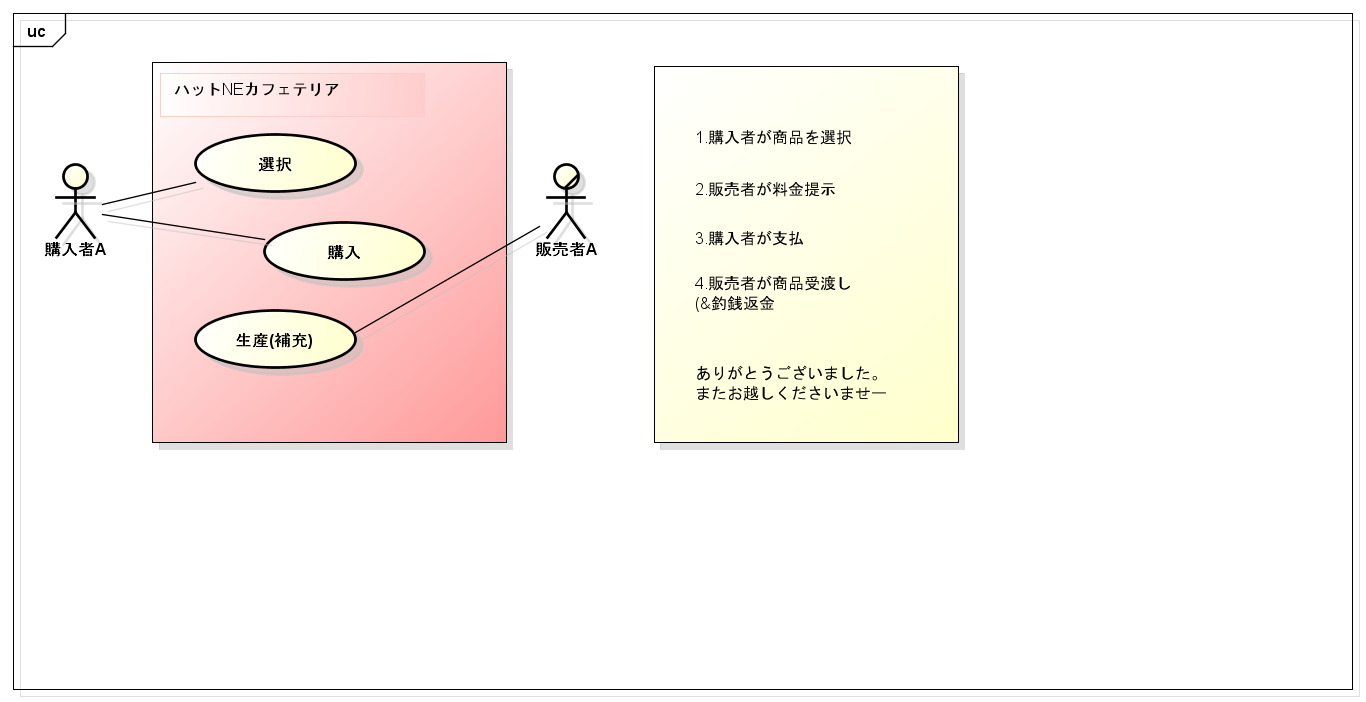 uc
ハットNEカフェテリア
選択
購入者A
購入
販売者A
生産(補充)
1.購入者が商品を選択
2.販売者が料金提示
3.購入者が支払
4.販売者が商品受渡し
(&釣銭返金
ありがとうございました。
またお越しくださいませー